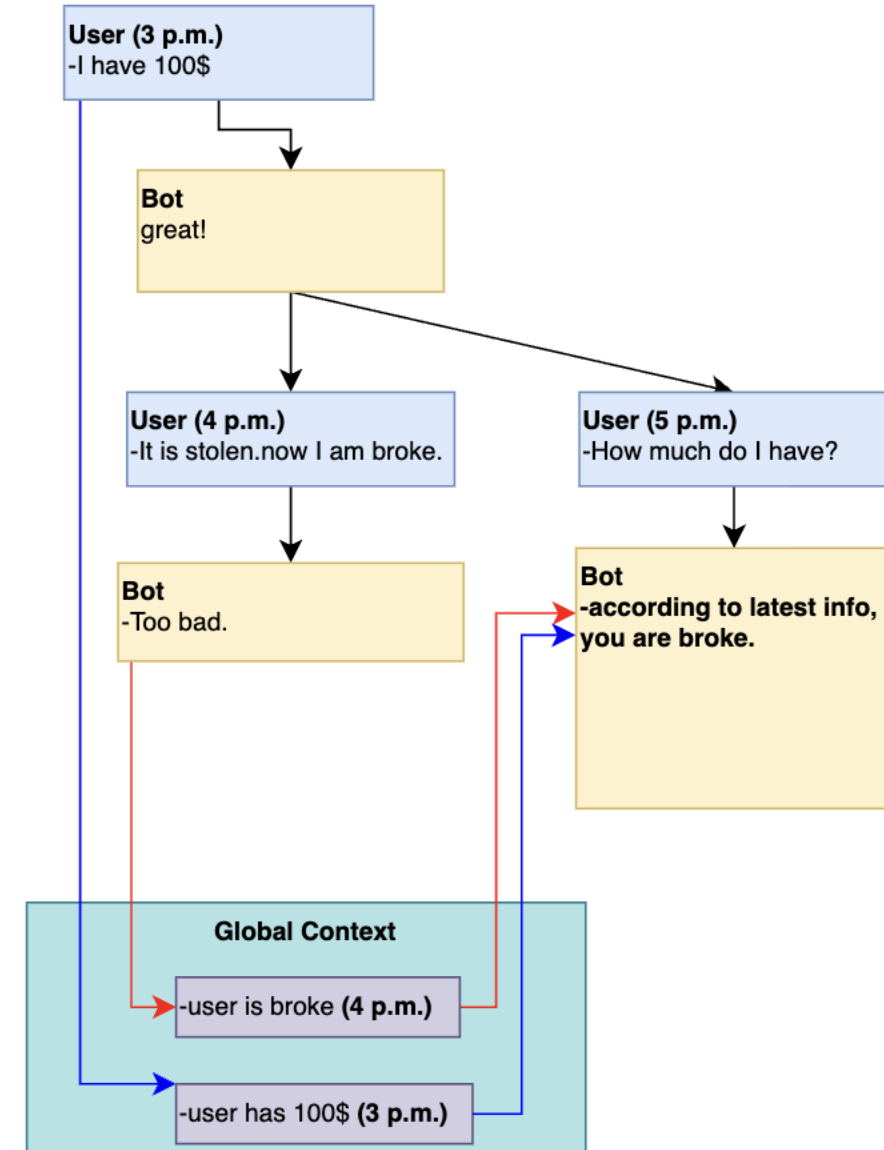 User (3 p.m.)
-I have 100$
Bot
great!
User (4 p.m.)
-It is stolen.now I am broke.
User (5 p.m.)
-How much do I have?
Bot
-Too bad.
Bot
-according to latest info,
you are broke.
Global Context
-user is broke (4 p.m.)
-user has 100$ (3 p.m.)